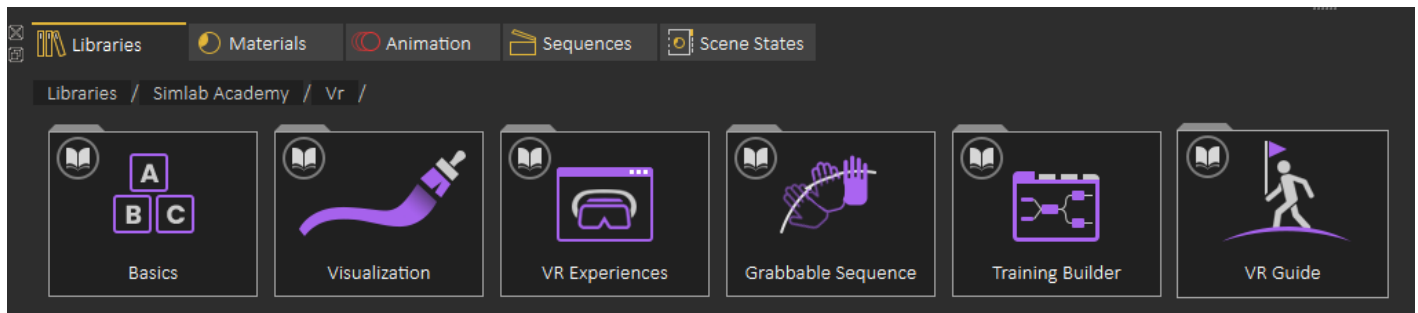 Libraries Materials Animation Sequences Scene States
Libraries / Simlab Academy / Vr /
A
B C
Basics Visualization VR Experiences Grabbable Sequence Training Builder VR Guide